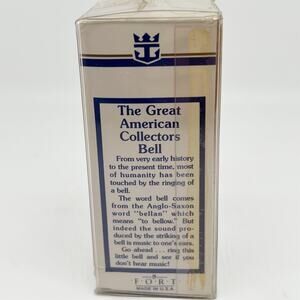 The Great
American
Collectors
Bell
From very early history
to the present time, most
of humanity has been
touched by the ringing of
a bell.
The word bell comes
from the Anglo-Saxon
word "bellan" which
means "to bellow." But
indeed the sound pro-
duced by the striking of a
bell is music to one's ears.
Go ahead . . . ring this
little bell and see if you
don't hear music!
FORT
MADE IN U.S.A.